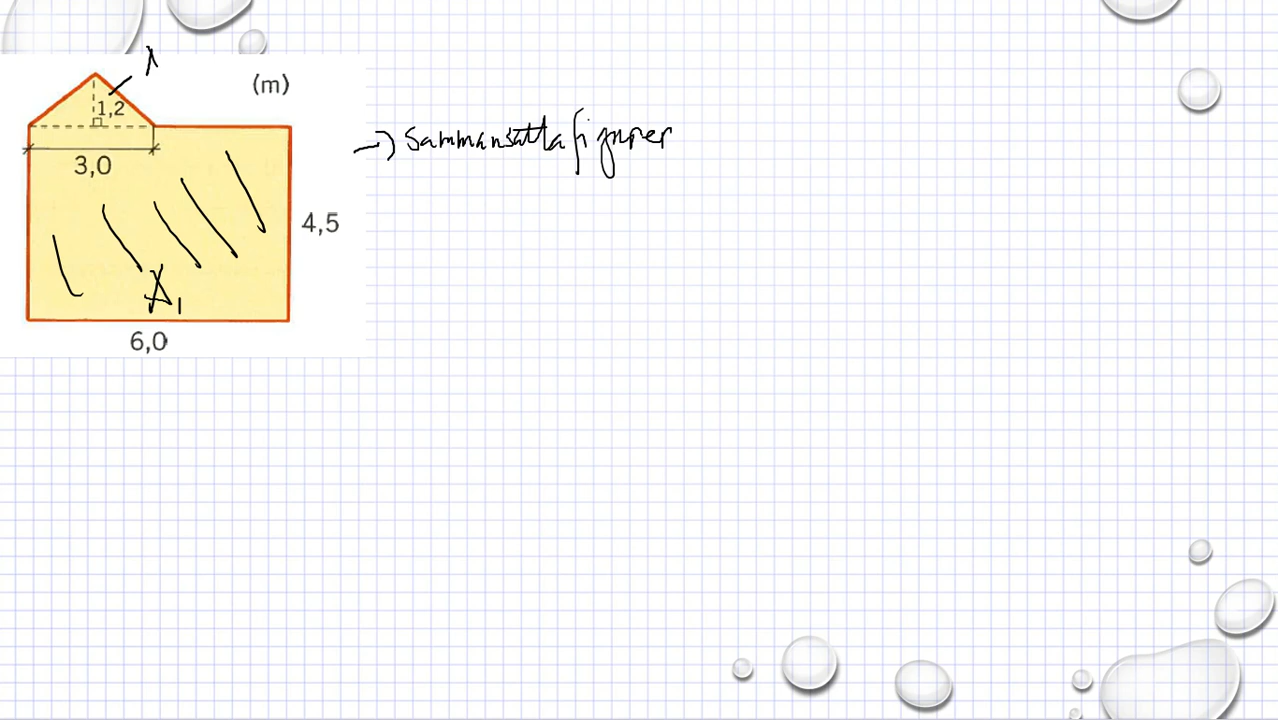 (m)
1,2
→ Sammansatta figurer
3,0
4,5
A1
6,0